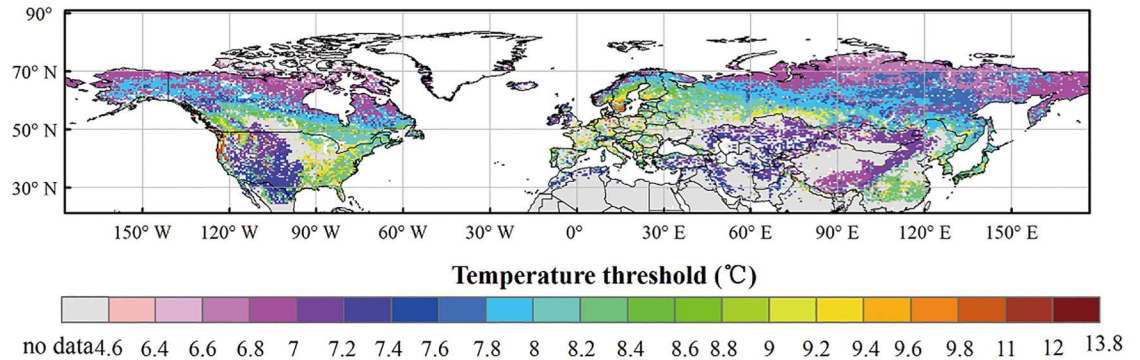 90°
70° N
50° N
30° N
150° W 120° W 90° W 60° W 30° W 0° 30° E 60° E 90° E 120° E 150° E
Temperature threshold (℃)
no data 4.6 6.4 6.6 6.8 7 7.2 7.4 7.6 7.8 8 8.2 8.4 8.6 8.8 9 9.2 9.4 9.6 9.8 11 12 13.8